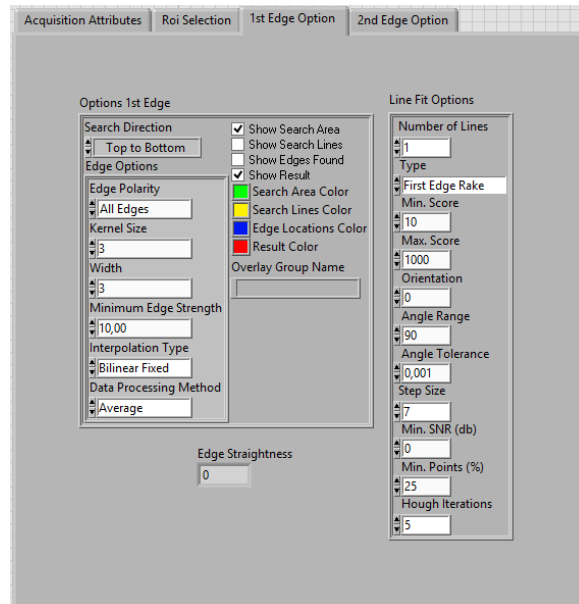 Acquisition Attributes
Roi Selection
1st Edge Option
2nd Edge Option
Options 1st Edge
Search Direction
Top to Bottom
Edge Options
Edge Polarity
All Edges
Kernel Size
3
Width
3
Minimum Edge Strength
10,00
Interpolation Type
Bilinear Fixed
Data Processing Method
Average
Show Search Area
Show Search Lines
Show Edges Found
Show Result
Search Area Color
Search Lines Color
Edge Locations Color
Result Color
Overlay Group Name
Edge Straightness
0
Line Fit Options
Number of Lines
1
Type
First Edge Rake
Min. Score
10
Max. Score
1000
Orientation
0
Angle Range
90
Angle Tolerance
0,001
Step Size
7
Min. SNR (db)
0
Min. Points (%)
25
Hough Iterations
5